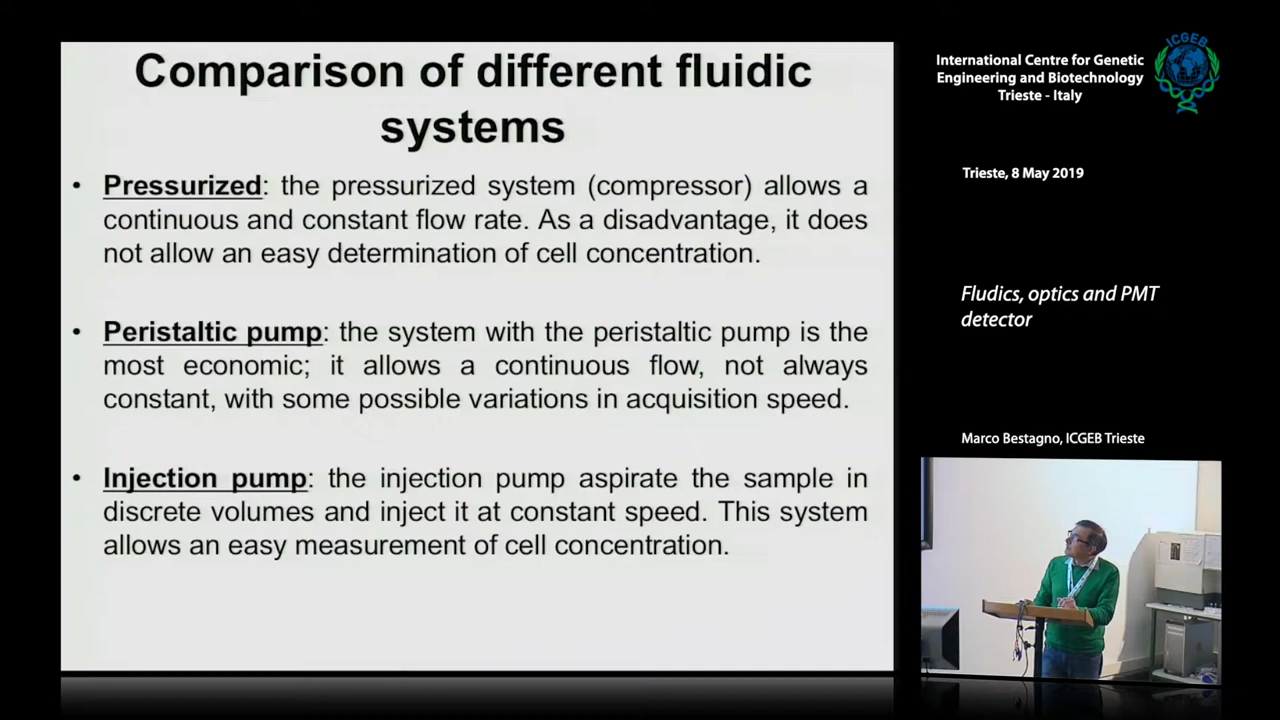 Comparison of different fluidic
systems
• Pressurized: the pressurized system (compressor) allows a
continuous and constant flow rate. As a disadvantage, it does
not allow an easy determination of cell concentration.
• Peristaltic pump: the system with the peristaltic pump is the
most economic; it allows a continuous flow, not always
constant, with some possible variations in acquisition speed.
• Injection pump: the injection pump aspirate the sample in
discrete volumes and inject it at constant speed. This system
allows an easy measurement of cell concentration.
International Centre for Genetic
Engineering and Biotechnology
Trieste - Italy
ICGEB
Trieste, 8 May 2019
Fludics, optics and PMT
detector
Marco Bestagno, ICGEB Trieste